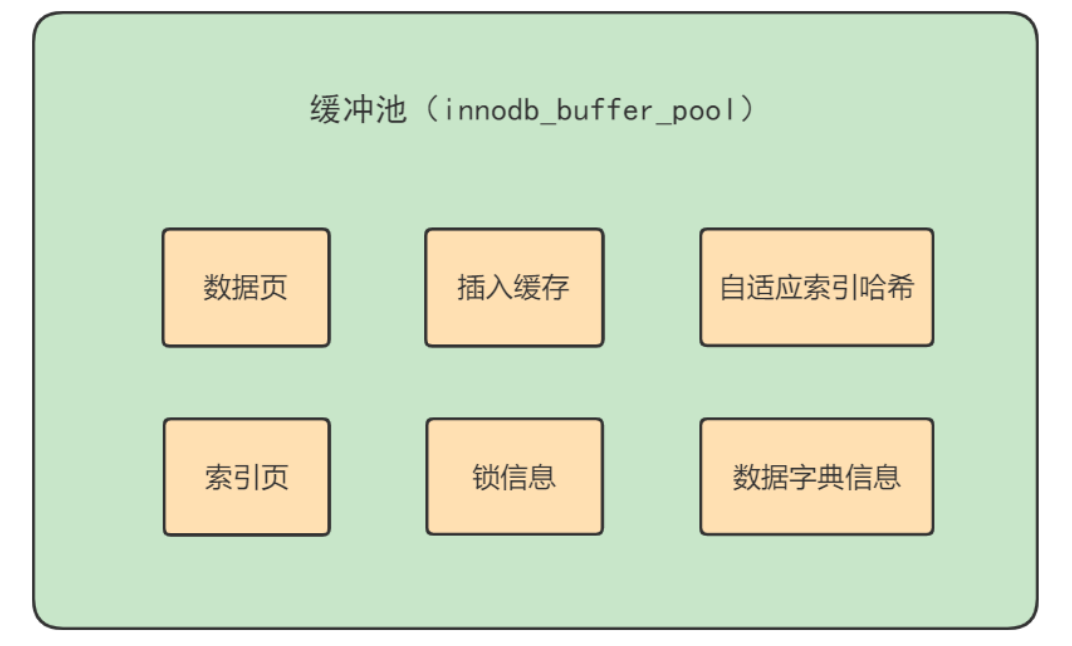 缓冲池（innodb_buffer_pool）
数据页
插入缓存
自适应索引哈希
索引页
锁信息
数据字典信息